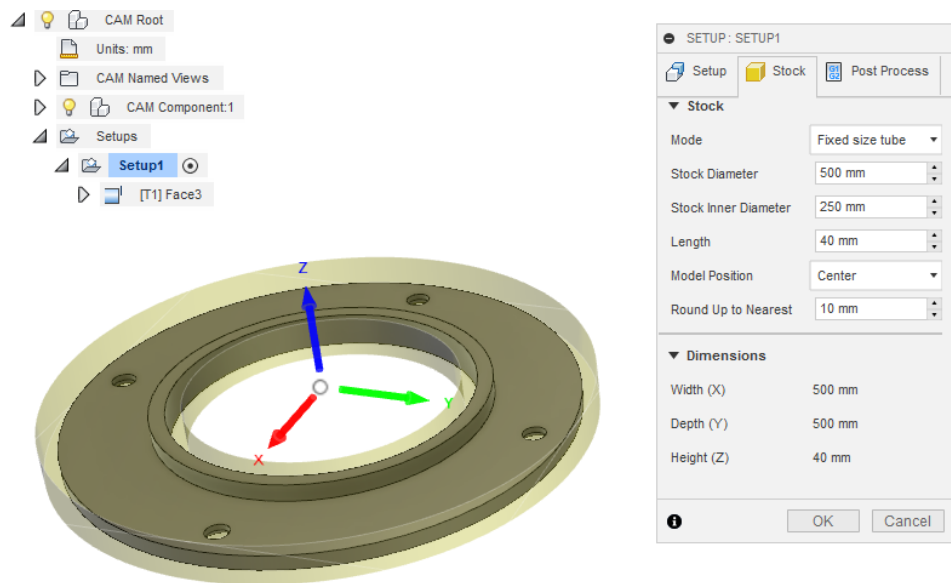 CAM Root
Units: mm
CAM Named Views
CAM Component:1
Setups
Setup1
[T1] Face3
Z
Y
X
SETUP : SETUP1
Setup
Stock
G1
G2
Post Process
Stock
Mode
Fixed size tube
Stock Diameter
500 mm
Stock Inner Diameter
250 mm
Length
40 mm
Model Position
Center
Round Up to Nearest
10 mm
Dimensions
Width (X)
500 mm
Depth (Y)
500 mm
Height (Z)
40 mm
OK
Cancel